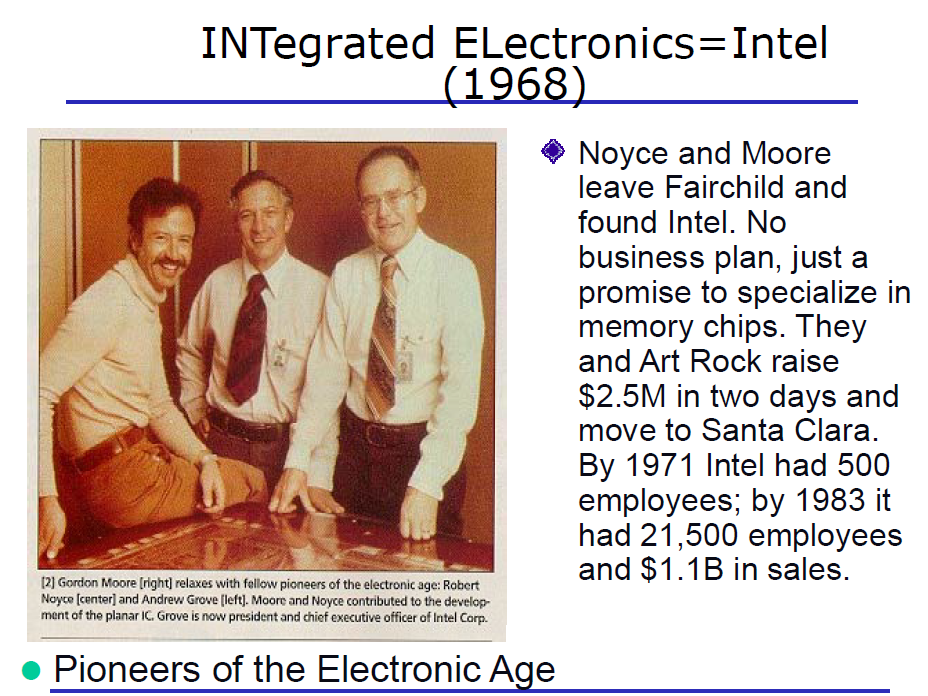 INTegrated ELectronics=Intel
(1968)
Noyce and Moore
leave Fairchild and
found Intel. No
business plan, just a
promise to specialize in
memory chips. They
and Art Rock raise
$2.5M in two days and
move to Santa Clara.
By 1971 Intel had 500
employees; by 1983 it
had 21,500 employees
and $1.1B in sales.
[2] Gordon Moore [right] relaxes with fellow pioneers of the electronic age: Robert
Noyce [center] and Andrew Grove [left]. Moore and Noyce contributed to the develop-
ment of the planar IC. Grove is now president and chief executive officer of Intel Corp.
Pioneers of the Electronic Age